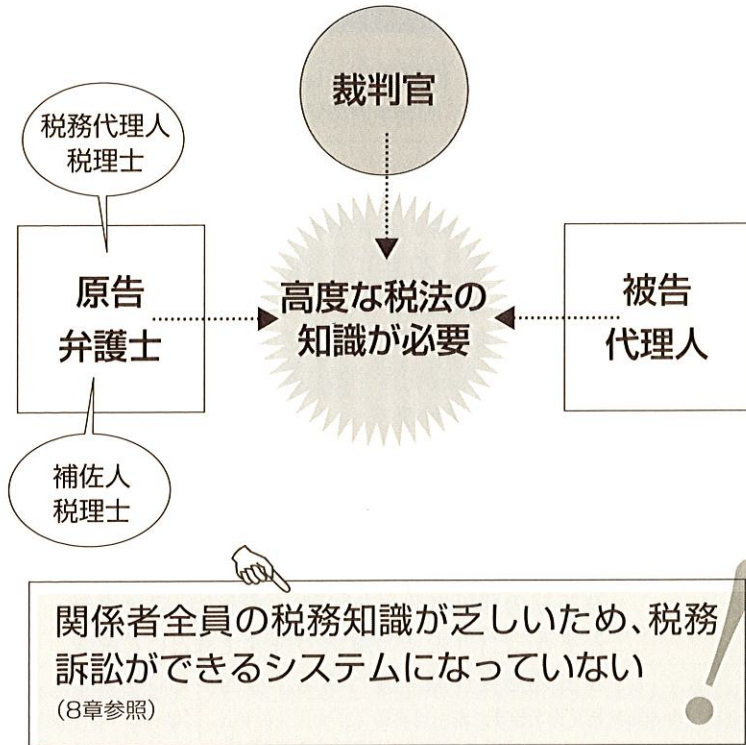 裁判官
税務代理人
税理士
原告
弁護士
高度な税法の
知識が必要
被告
代理人
補佐人
税理士
関係者全員の税務知識が乏しいため、税務
訴訟ができるシステムになっていない
(8章参照)
!